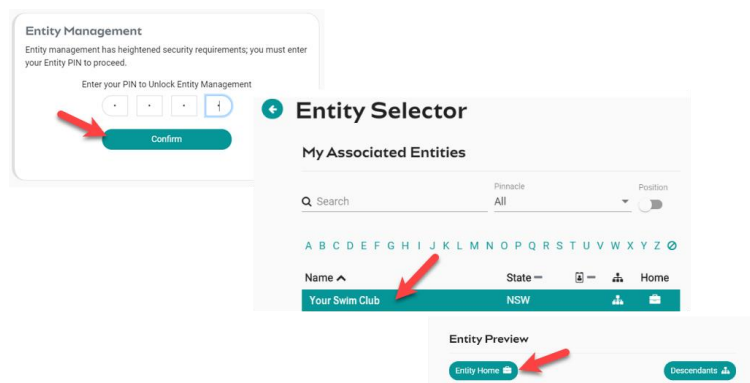 Entity Management
Entity management has heightened security requirements; you must enter
your Entity PIN to proceed.
Enter your PIN to Unlock Entity Management
Confirm
Entity Selector
My Associated Entities
Search
Pinnacle
All
Position
A B C D E F G H I J K L M N O P Q R S T U V W X Y Z
Name State Home
Your Swim Club NSW
Entity Preview
Entity Home
Descendants